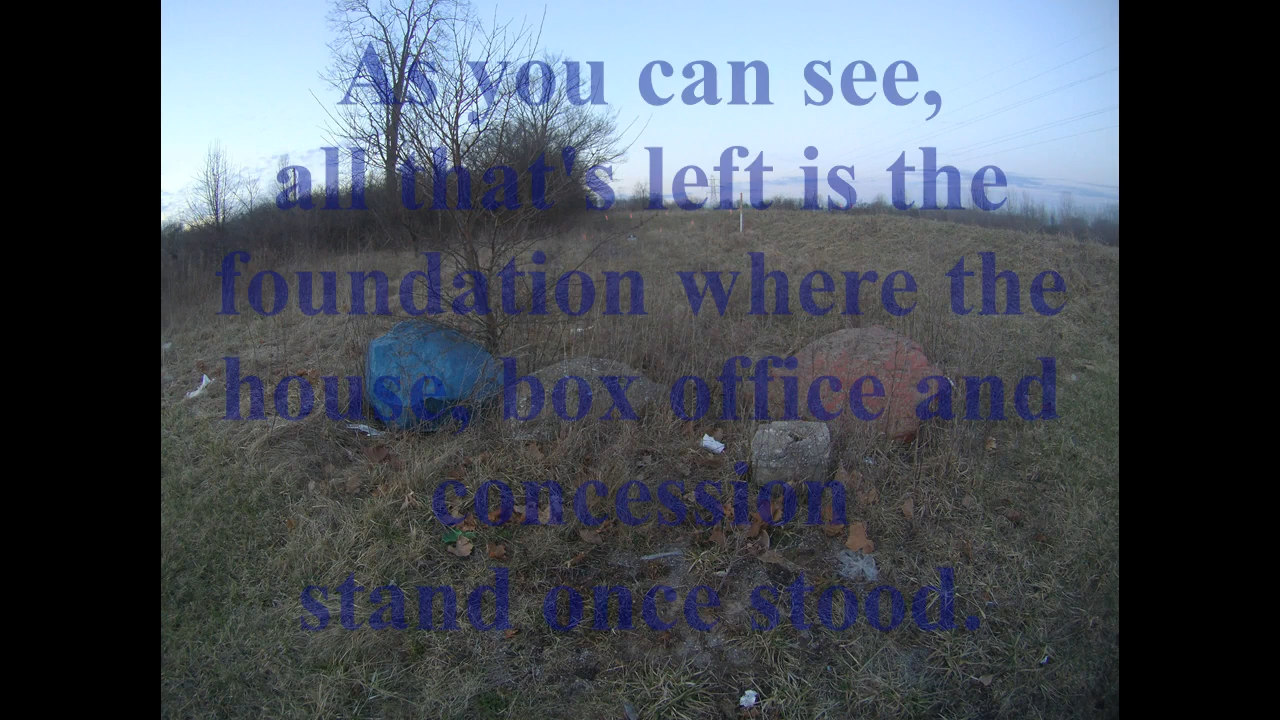 As you can see,
all that's left is the
foundation where the
house, box office and
concession
stand once stood.